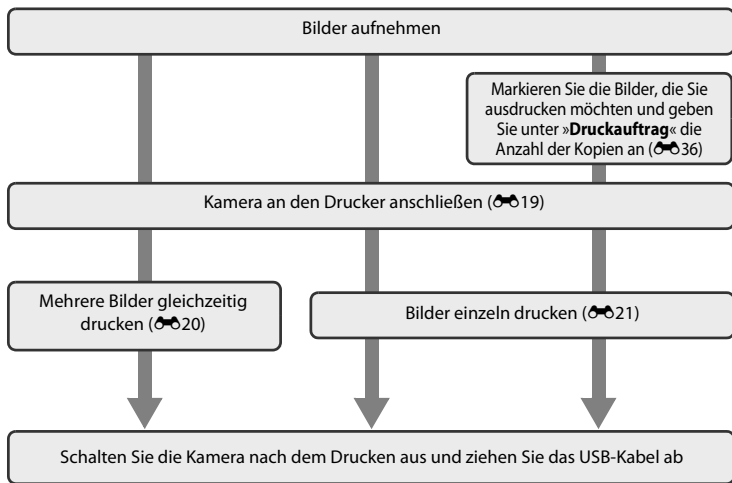 Bilder aufnehmen
Markieren Sie die Bilder, die Sie
ausdrucken möchten und geben
Sie unter »Druckauftrag« die
Anzahl der Kopien an (36)
Kamera an den Drucker anschließen (19)
Mehrere Bilder gleichzeitig
drucken (20)
Bilder einzeln drucken (21)
Schalten Sie die Kamera nach dem Drucken aus und ziehen Sie das USB-Kabel ab